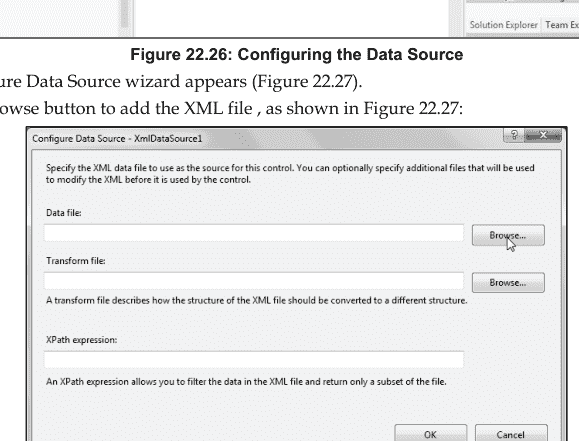 Solution Explorer Team Ex
Figure 22.26: Configuring the Data Source
ure Data Source wizard appears (Figure 22.27).
owse button to add the XML file , as shown in Figure 22.27:
Configure Data Source - XmlDataSource1
Specify the XML data file to use as the source for this control. You can optionally specify additional files that will be used
to modify the XML before it is used by the control.
Data file:
Browse...
Transform file:
Browse...
A transform file describes how the structure of the XML file should be converted to a different structure.
XPath expression:
An XPath expression allows you to filter the data in the XML file and return only a subset of the file.
OK Cancel